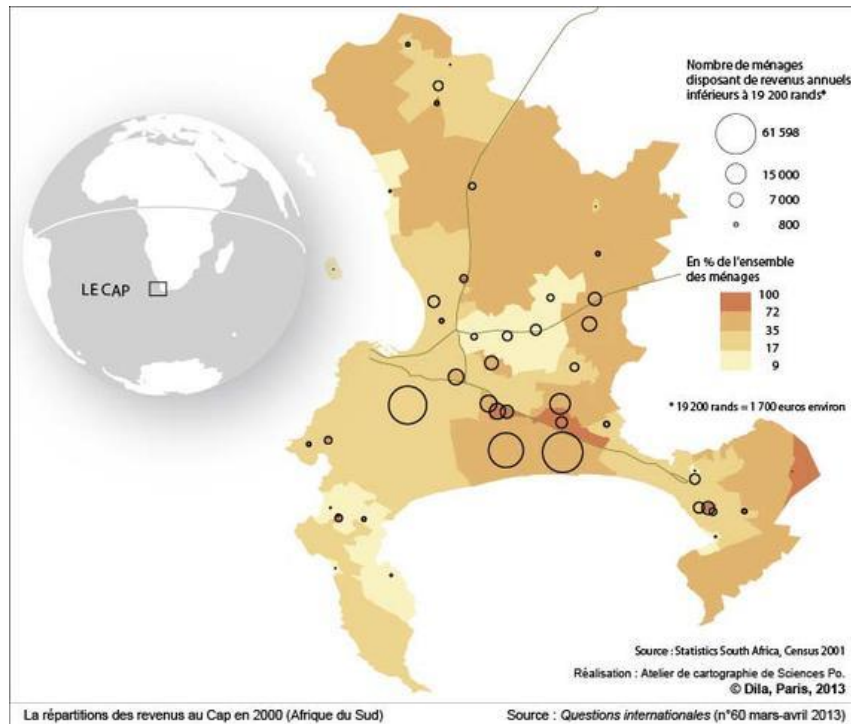 Nombre de ménages
disposant de revenus annuels
inférieurs à 19 200 rands*
61 598
15 000
7 000
800
En % de l'ensemble
des ménages
100
72
35
17
9
* 19 200 rands = 1 700 euros environ
LE CAP
Source : Statistics South Africa, Census 2001
Réalisation : Atelier de cartographie de Sciences Po.
© Dila, Paris, 2013
La répartitions des revenus au Cap en 2000 (Afrique du Sud)
Source : Questions internationales (n°60 mars-avril 2013)